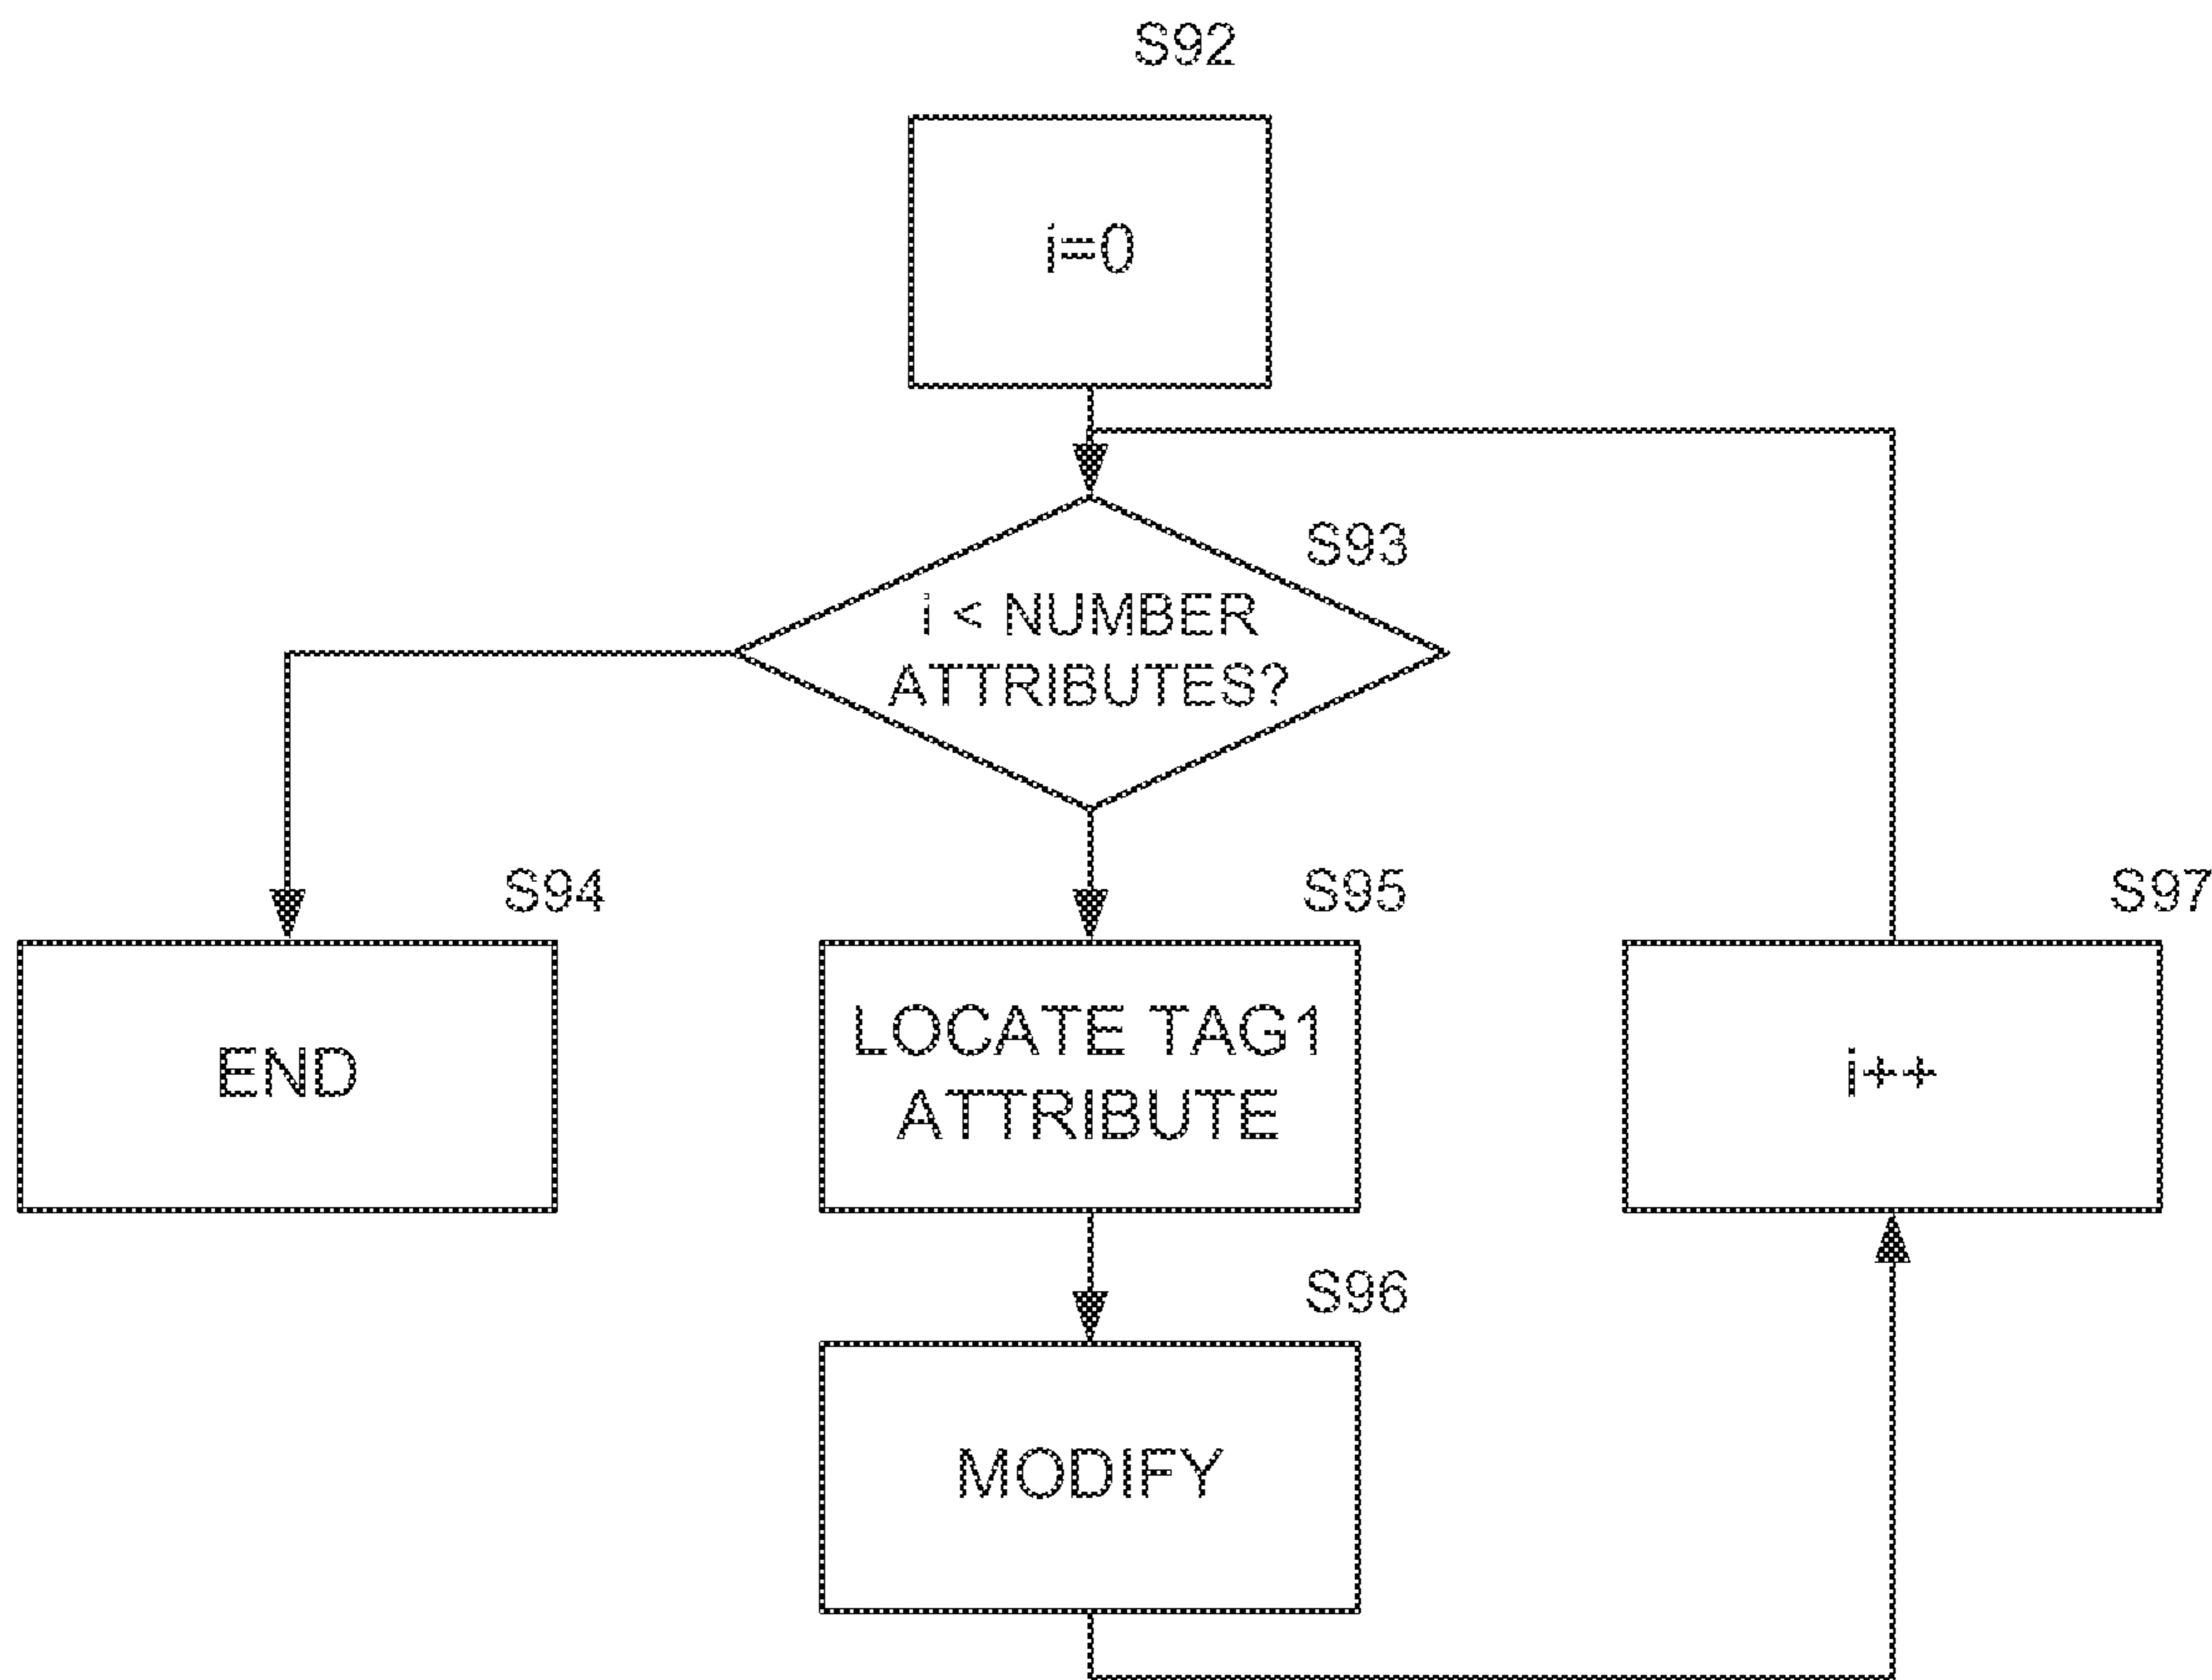 S92
i=0
S93
i < NUMBER
ATTRIBUTES?
S94
S95
S97
END
LOCATE TAG1
ATTRIBUTE
i++
S96
MODIFY